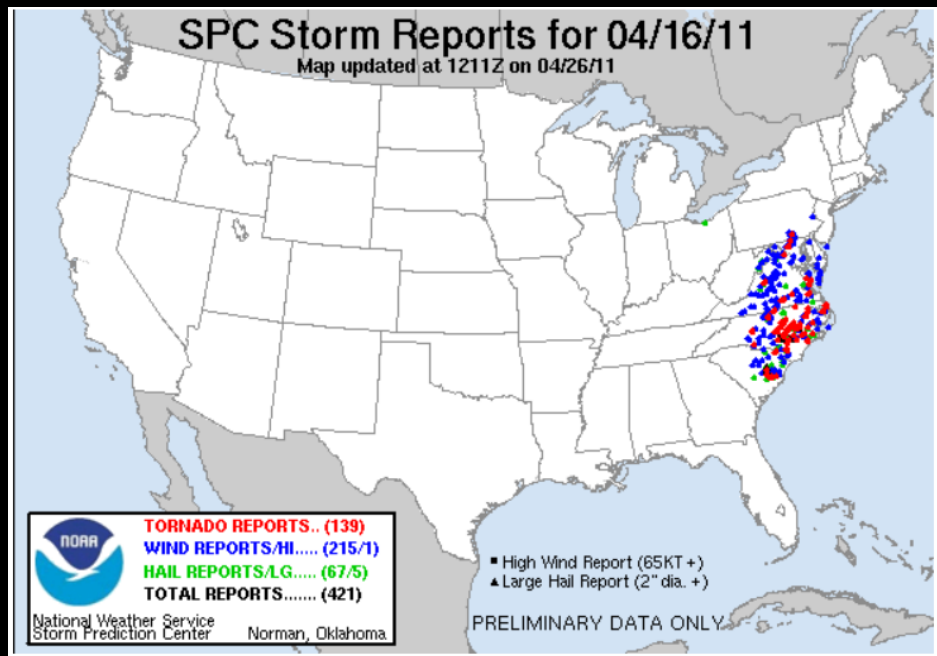 SPC Storm Reports for 04/16/11
Map updated at 1211Z on 04/26/11
NOAA
TORNADO REPORTS.. (139)
WIND REPORTS/HI..... (215/1)
HAIL REPORTS/LG..... (67/5)
TOTAL REPORTS....... (421)
National Weather Service
Storm Prediction Center Norman, Oklahoma
■ High Wind Report (65KT +)
▲ Large Hail Report (2" dia. +)
PRELIMINARY DATA ONLY